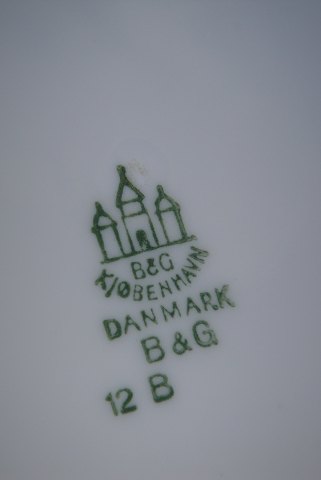 B&G
KJØBENHAVN
DANMARK
B & G
12 B